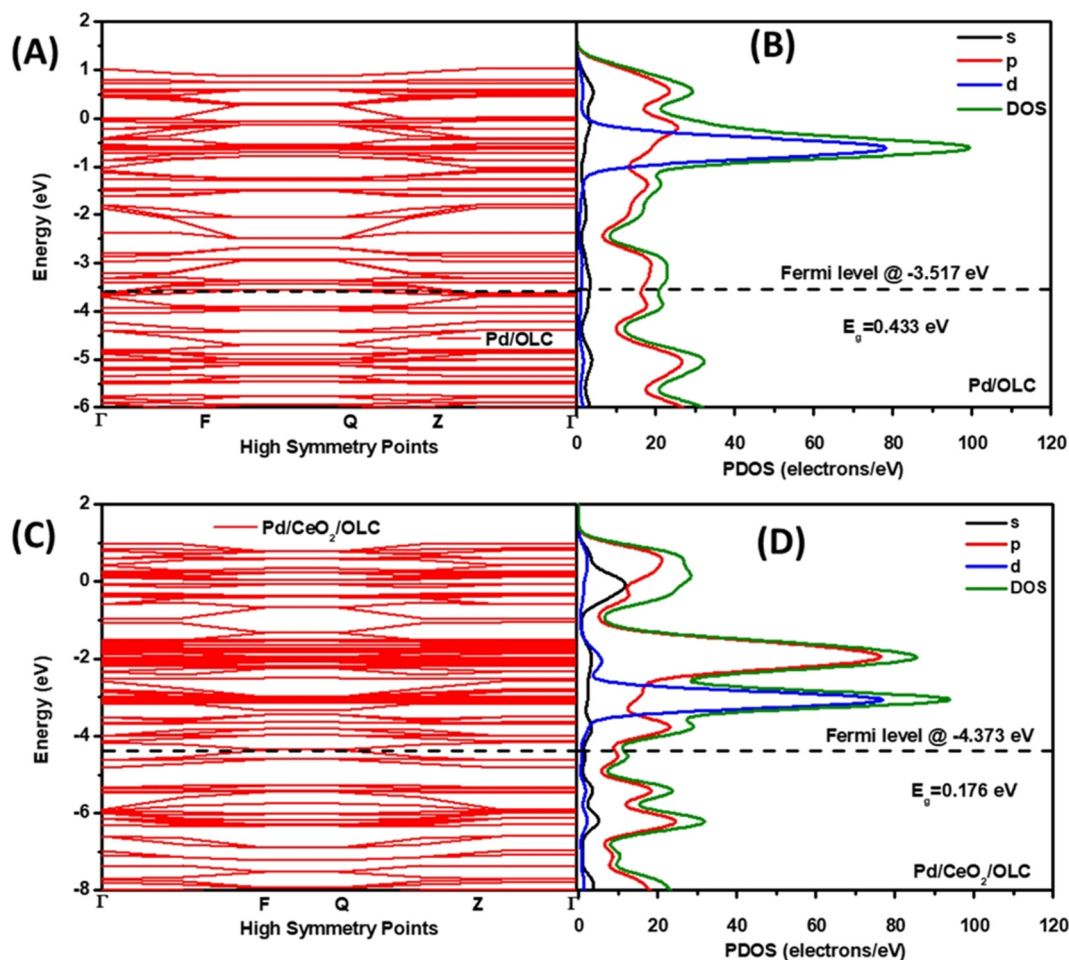 (A)
2
1
0
-1
-2
-3
-4
-5
-6
Energy (eV)
Pd/OLC
Γ
F
Q
Z
Γ
High Symmetry Points
(B)
s
p
d
DOS
Fermi level @ -3.517 eV
Eg=0.433 eV
Pd/OLC
0
20
40
60
80
100
120
PDOS (electrons/eV)
(C)
Pd/CeO2/OLC
2
0
-2
-4
-6
-8
Energy (eV)
Γ
F
Q
Z
Γ
High Symmetry Points
(D)
s
p
d
DOS
Fermi level @ -4.373 eV
Eg=0.176 eV
Pd/CeO2/OLC
0
20
40
60
80
100
120
PDOS (electrons/eV)